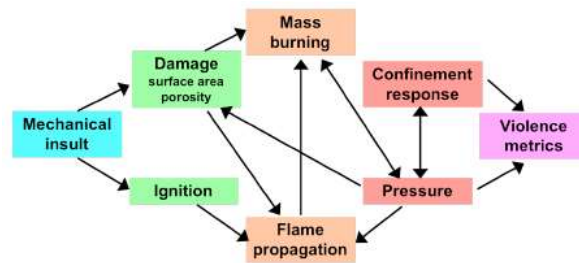 Mass
burning
Damage
surface area
porosity
Confinement
response
Mechanical
insult
Violence
metrics
Ignition
Pressure
Flame
propagation